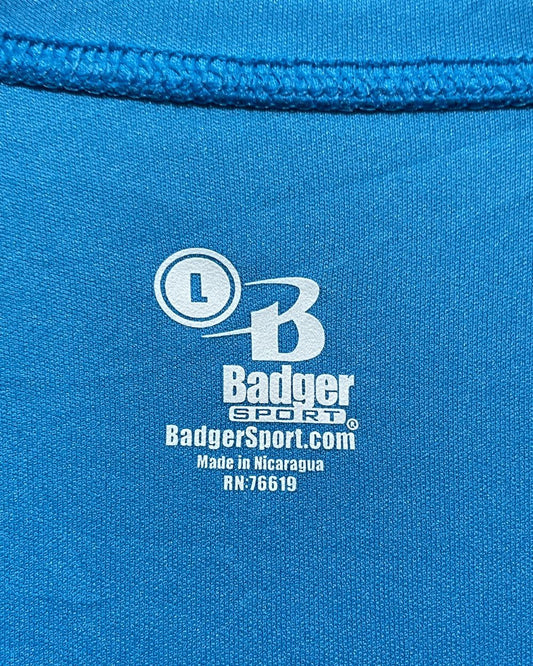 L
B
Badger
SPORT®
BadgerSport.com
Made in Nicaragua
RN:76619